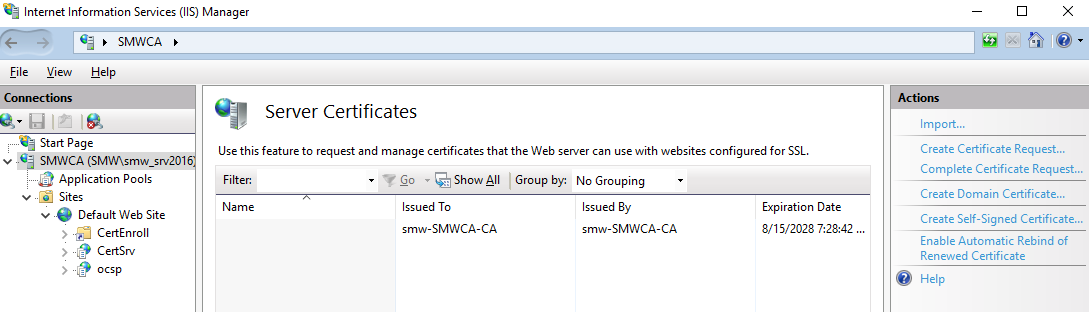 Internet Information Services (IIS) Manager
SMWCA
File View Help
Connections
Start Page
SMWCA (SMW\smw_srv2016)
Application Pools
Sites
Default Web Site
CertEnroll
CertSrv
ocsp
Server Certificates
Use this feature to request and manage certificates that the Web server can use with websites configured for SSL.
Filter: Go Show All Group by: No Grouping
Name Issued To Issued By Expiration Date
smw-SMWCA-CA smw-SMWCA-CA 8/15/2028 7:28:42 ...
Actions
Import...
Create Certificate Request...
Complete Certificate Request...
Create Domain Certificate...
Create Self-Signed Certificate...
Enable Automatic Rebind of
Renewed Certificate
Help